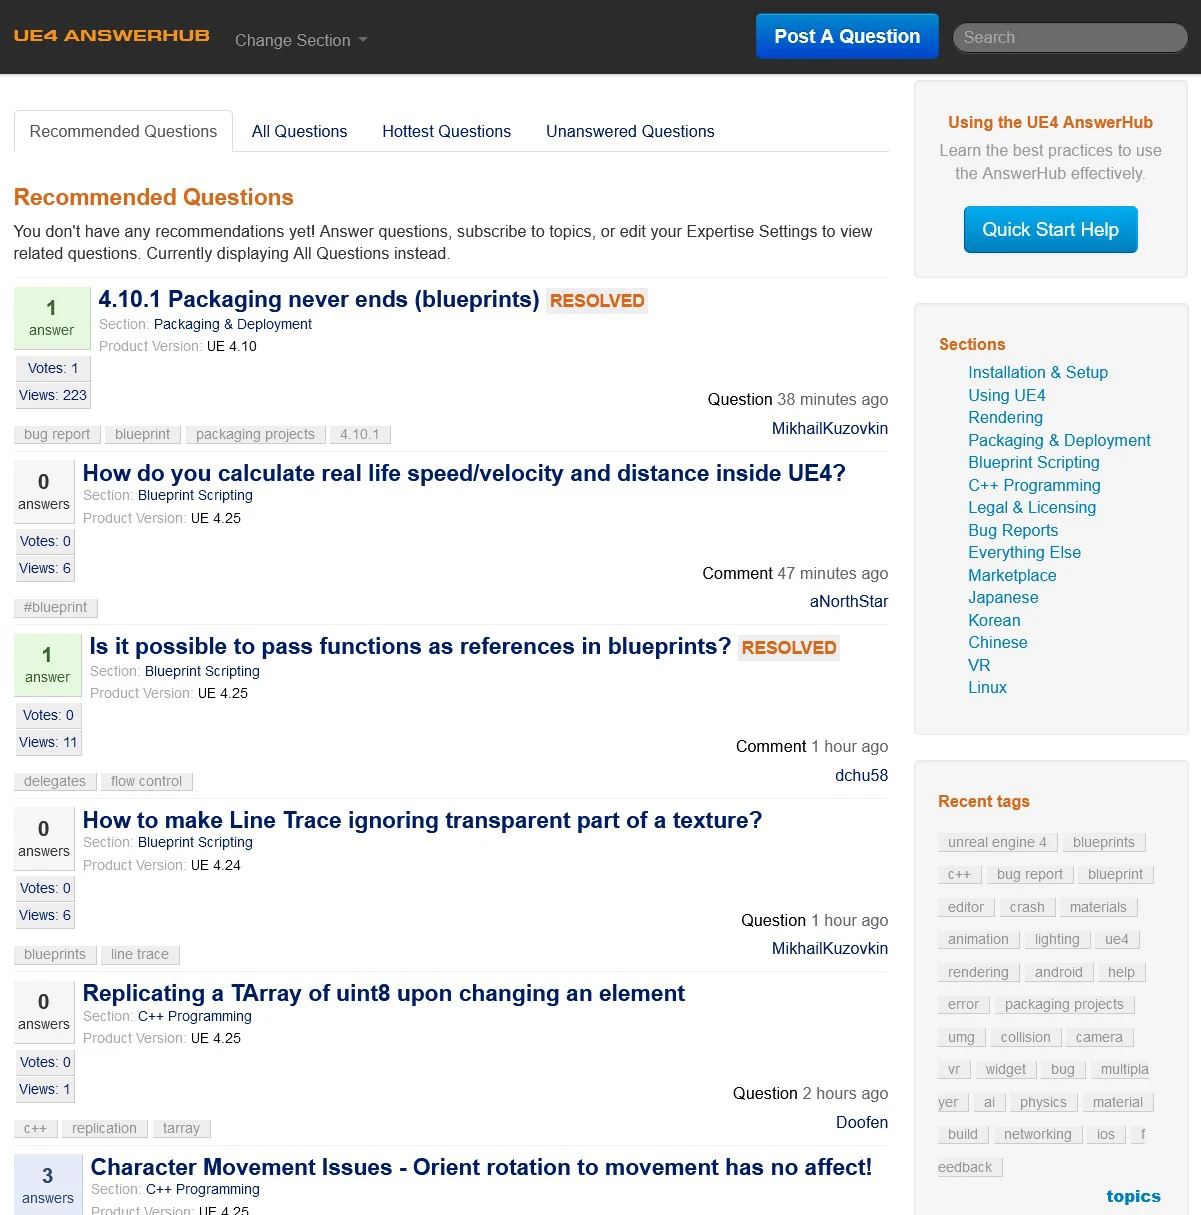 UE4 ANSWERHUB
Change Section
Post A Question
Search
Recommended Questions
All Questions
Hottest Questions
Unanswered Questions
Recommended Questions
You don't have any recommendations yet! Answer questions, subscribe to topics, or edit your Expertise Settings to view
related questions. Currently displaying All Questions instead.
1
answer
Votes: 1
Views: 223
4.10.1 Packaging never ends (blueprints) RESOLVED
Section: Packaging & Deployment
Product Version: UE 4.10
Question 38 minutes ago
MikhailKuzovkin
bug report blueprint packaging projects 4.10.1
0
answers
Votes: 0
Views: 6
How do you calculate real life speed/velocity and distance inside UE4?
Section: Blueprint Scripting
Product Version: UE 4.25
Comment 47 minutes ago
aNorthStar
#blueprint
1
answer
Votes: 0
Views: 11
Is it possible to pass functions as references in blueprints? RESOLVED
Section: Blueprint Scripting
Product Version: UE 4.25
Comment 1 hour ago
dchu58
delegates flow control
0
answers
Votes: 0
Views: 6
How to make Line Trace ignoring transparent part of a texture?
Section: Blueprint Scripting
Product Version: UE 4.24
Question 1 hour ago
MikhailKuzovkin
blueprints line trace
0
answers
Votes: 0
Views: 1
Replicating a TArray of uint8 upon changing an element
Section: C++ Programming
Product Version: UE 4.25
Question 2 hours ago
Doofen
c++ replication tarray
3
answers
Character Movement Issues - Orient rotation to movement has no affect!
Section: C++ Programming
Product Version: UE 4.25
Using the UE4 AnswerHub
Learn the best practices to use
the AnswerHub effectively.
Quick Start Help
Sections
Installation & Setup
Using UE4
Rendering
Packaging & Deployment
Blueprint Scripting
C++ Programming
Legal & Licensing
Bug Reports
Everything Else
Marketplace
Japanese
Korean
Chinese
VR
Linux
Recent tags
unreal engine 4 blueprints
c++ bug report blueprint
editor crash materials
animation lighting ue4
rendering android help
error packaging projects
umg collision camera
vr widget bug multipla
yer ai physics material
build networking ios f
eedback
topics